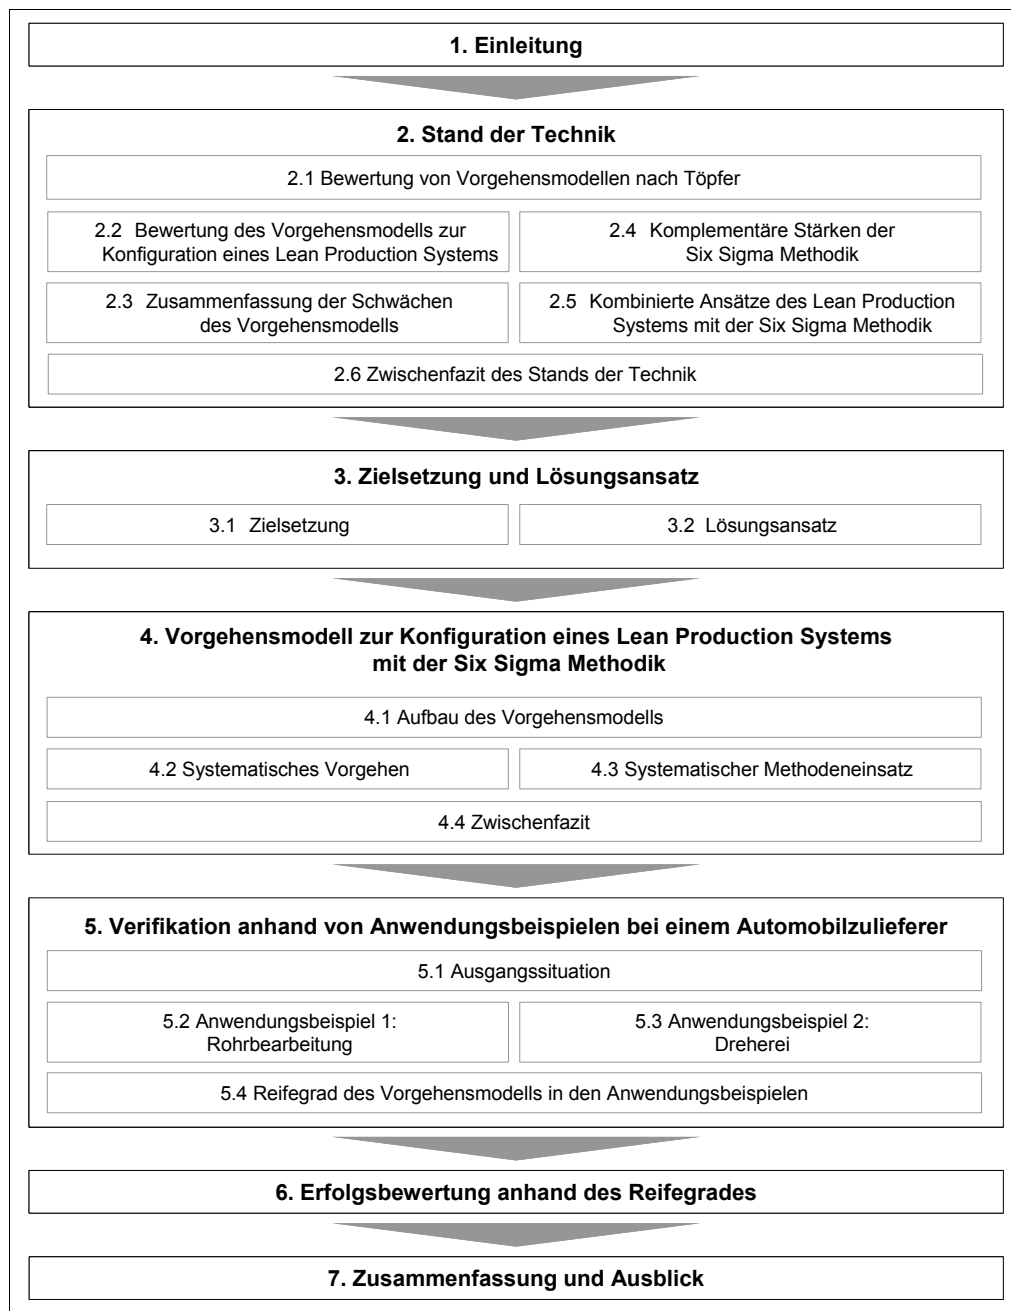 1. Einleitung
2. Stand der Technik
2.1 Bewertung von Vorgehensmodellen nach Töpfer
2.2 Bewertung des Vorgehensmodells zur
Konfiguration eines Lean Production Systems
2.4 Komplementäre Stärken der
Six Sigma Methodik
2.3 Zusammenfassung der Schwächen
des Vorgehensmodells
2.5 Kombinierte Ansätze des Lean Production
Systems mit der Six Sigma Methodik
2.6 Zwischenfazit des Stands der Technik
3. Zielsetzung und Lösungsansatz
3.1 Zielsetzung
3.2 Lösungsansatz
4. Vorgehensmodell zur Konfiguration eines Lean Production Systems
mit der Six Sigma Methodik
4.1 Aufbau des Vorgehensmodells
4.2 Systematisches Vorgehen
4.3 Systematischer Methodeneinsatz
4.4 Zwischenfazit
5. Verifikation anhand von Anwendungsbeispielen bei einem Automobilzulieferer
5.1 Ausgangssituation
5.2 Anwendungsbeispiel 1:
Rohrbearbeitung
5.3 Anwendungsbeispiel 2:
Dreherei
5.4 Reifegrad des Vorgehensmodells in den Anwendungsbeispielen
6. Erfolgsbewertung anhand des Reifegrades
7. Zusammenfassung und Ausblick